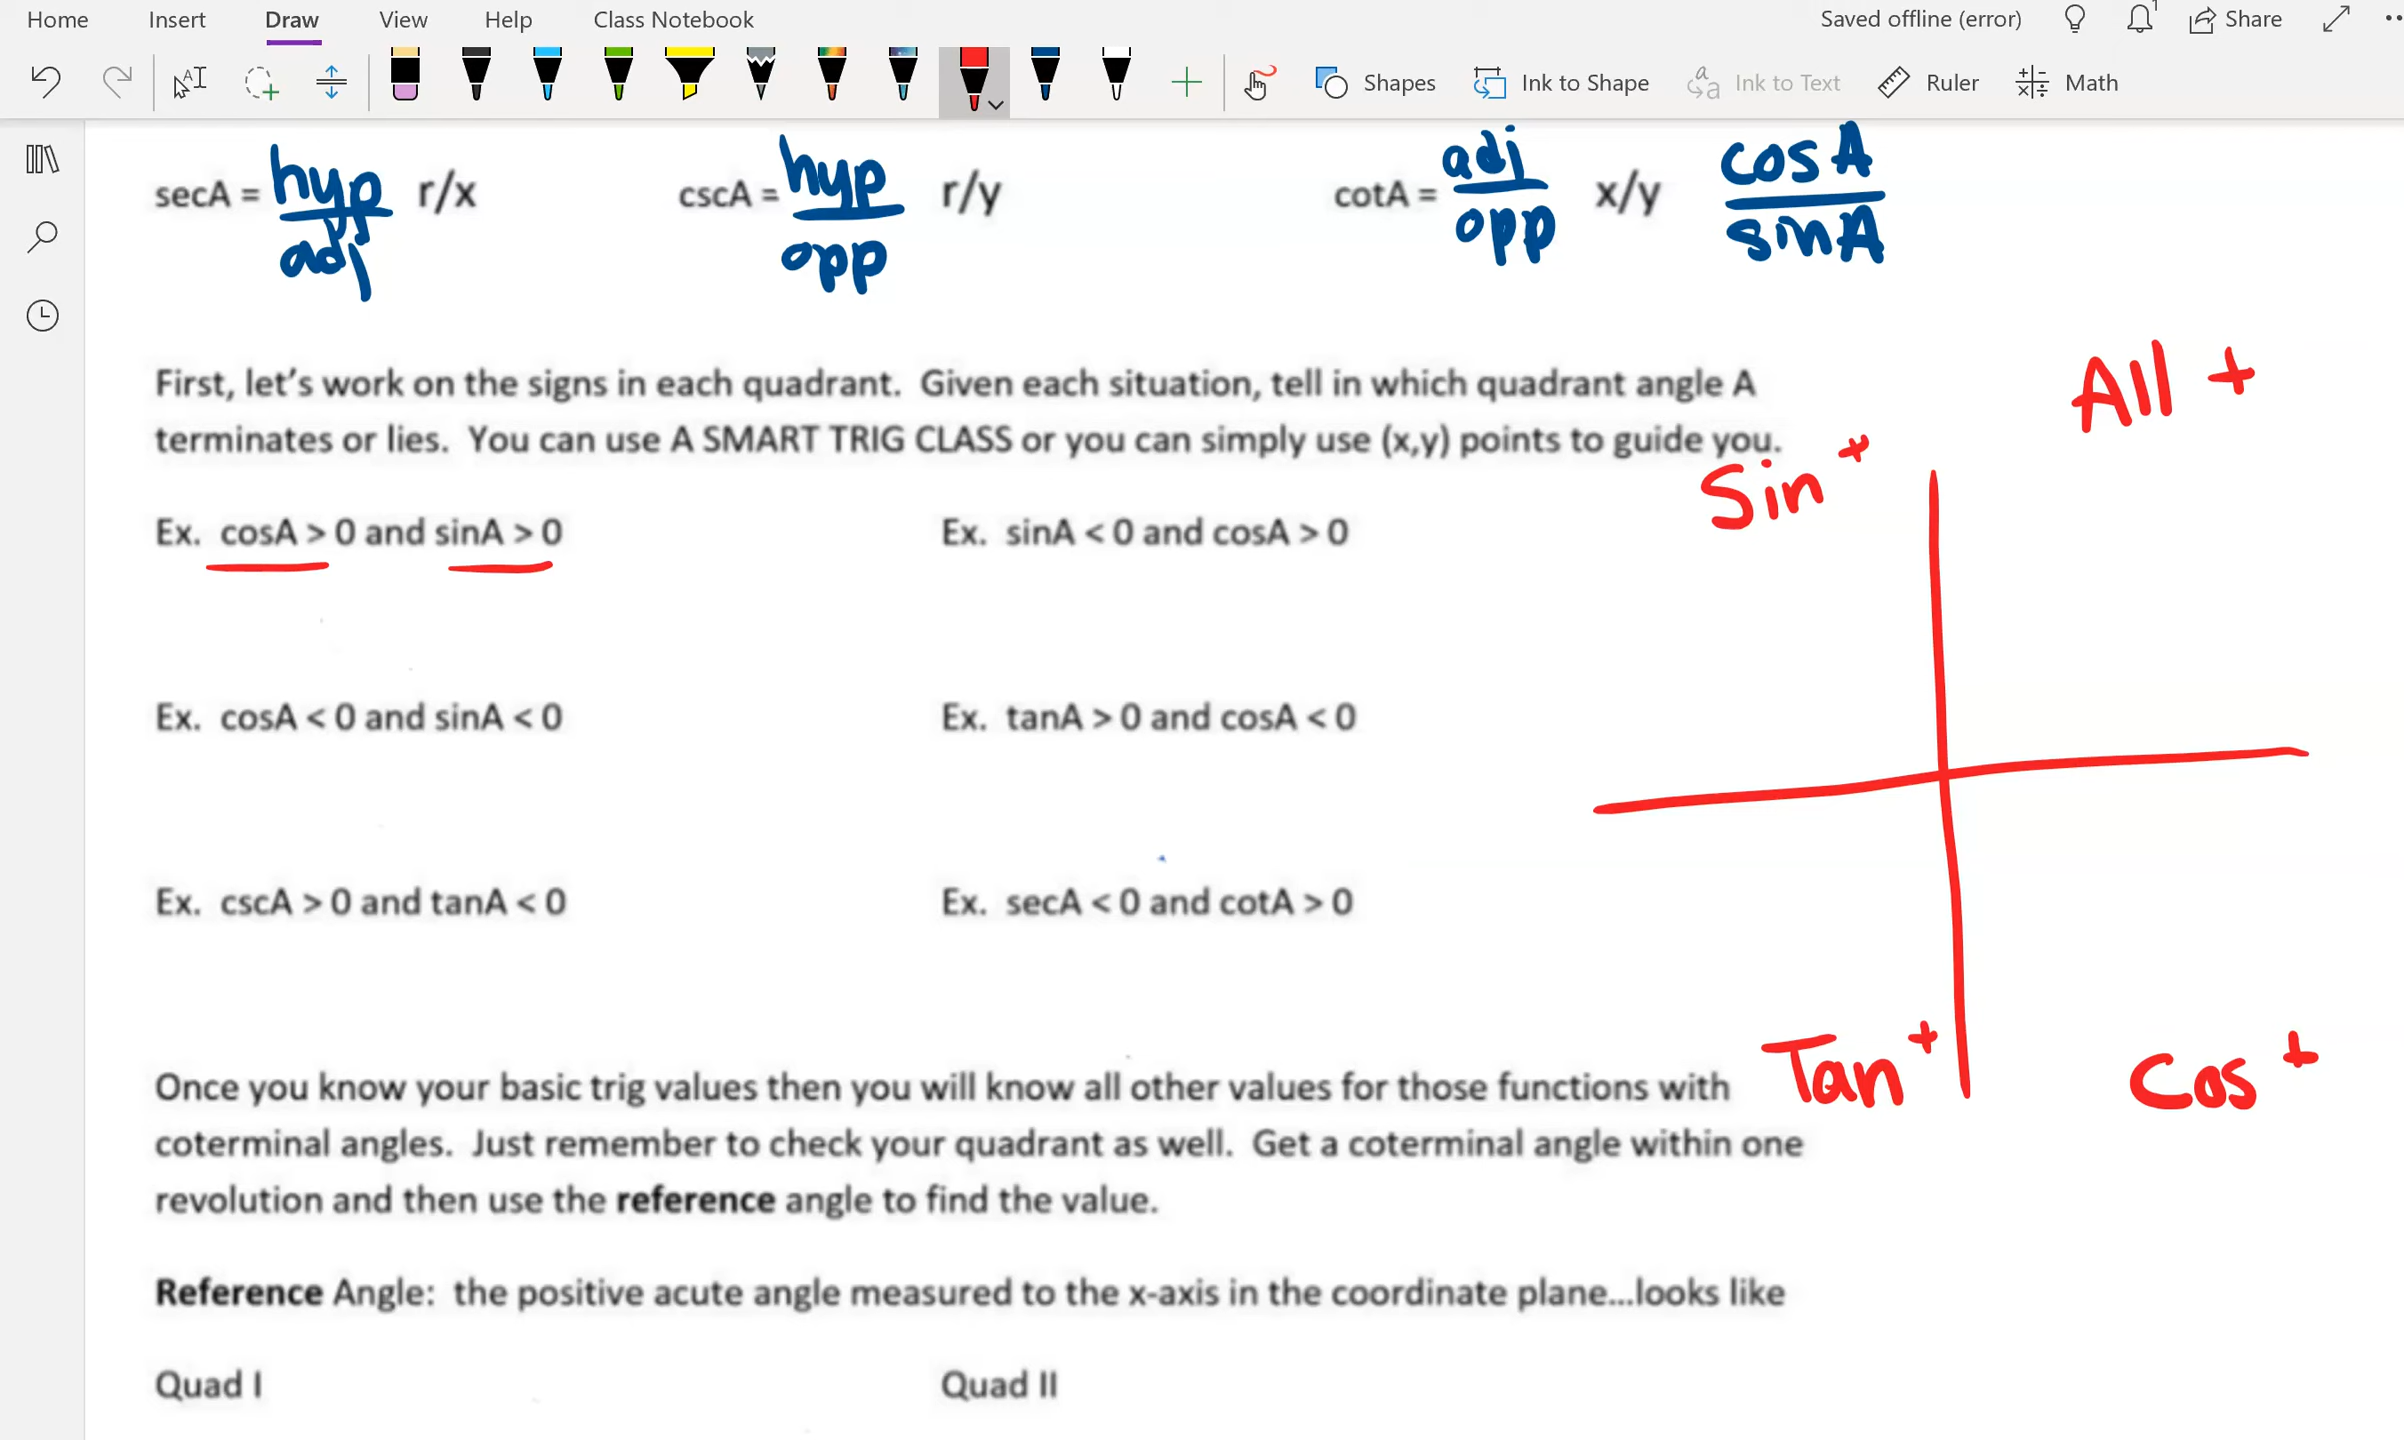 Home Insert Draw View Help Class Notebook Saved offline (error) 1 Share
Shapes Ink to Shape Ink to Text Ruler Math
secA = hyp/adj r/x cscA = hyp/opp r/y cotA = adj/opp x/y cosA/sinA
All +
First, let's work on the signs in each quadrant. Given each situation, tell in which quadrant angle A
terminates or lies. You can use A SMART TRIG CLASS or you can simply use (x,y) points to guide you.
Sin +
Ex. cosA > 0 and sinA > 0 Ex. sinA < 0 and cosA > 0
Ex. cosA < 0 and sinA < 0 Ex. tanA > 0 and cosA < 0
Ex. cscA > 0 and tanA < 0 Ex. secA < 0 and cotA > 0
Tan + Cos +
Once you know your basic trig values then you will know all other values for those functions with
coterminal angles. Just remember to check your quadrant as well. Get a coterminal angle within one
revolution and then use the reference angle to find the value.
Reference Angle: the positive acute angle measured to the x-axis in the coordinate plane...looks like
Quad I Quad II